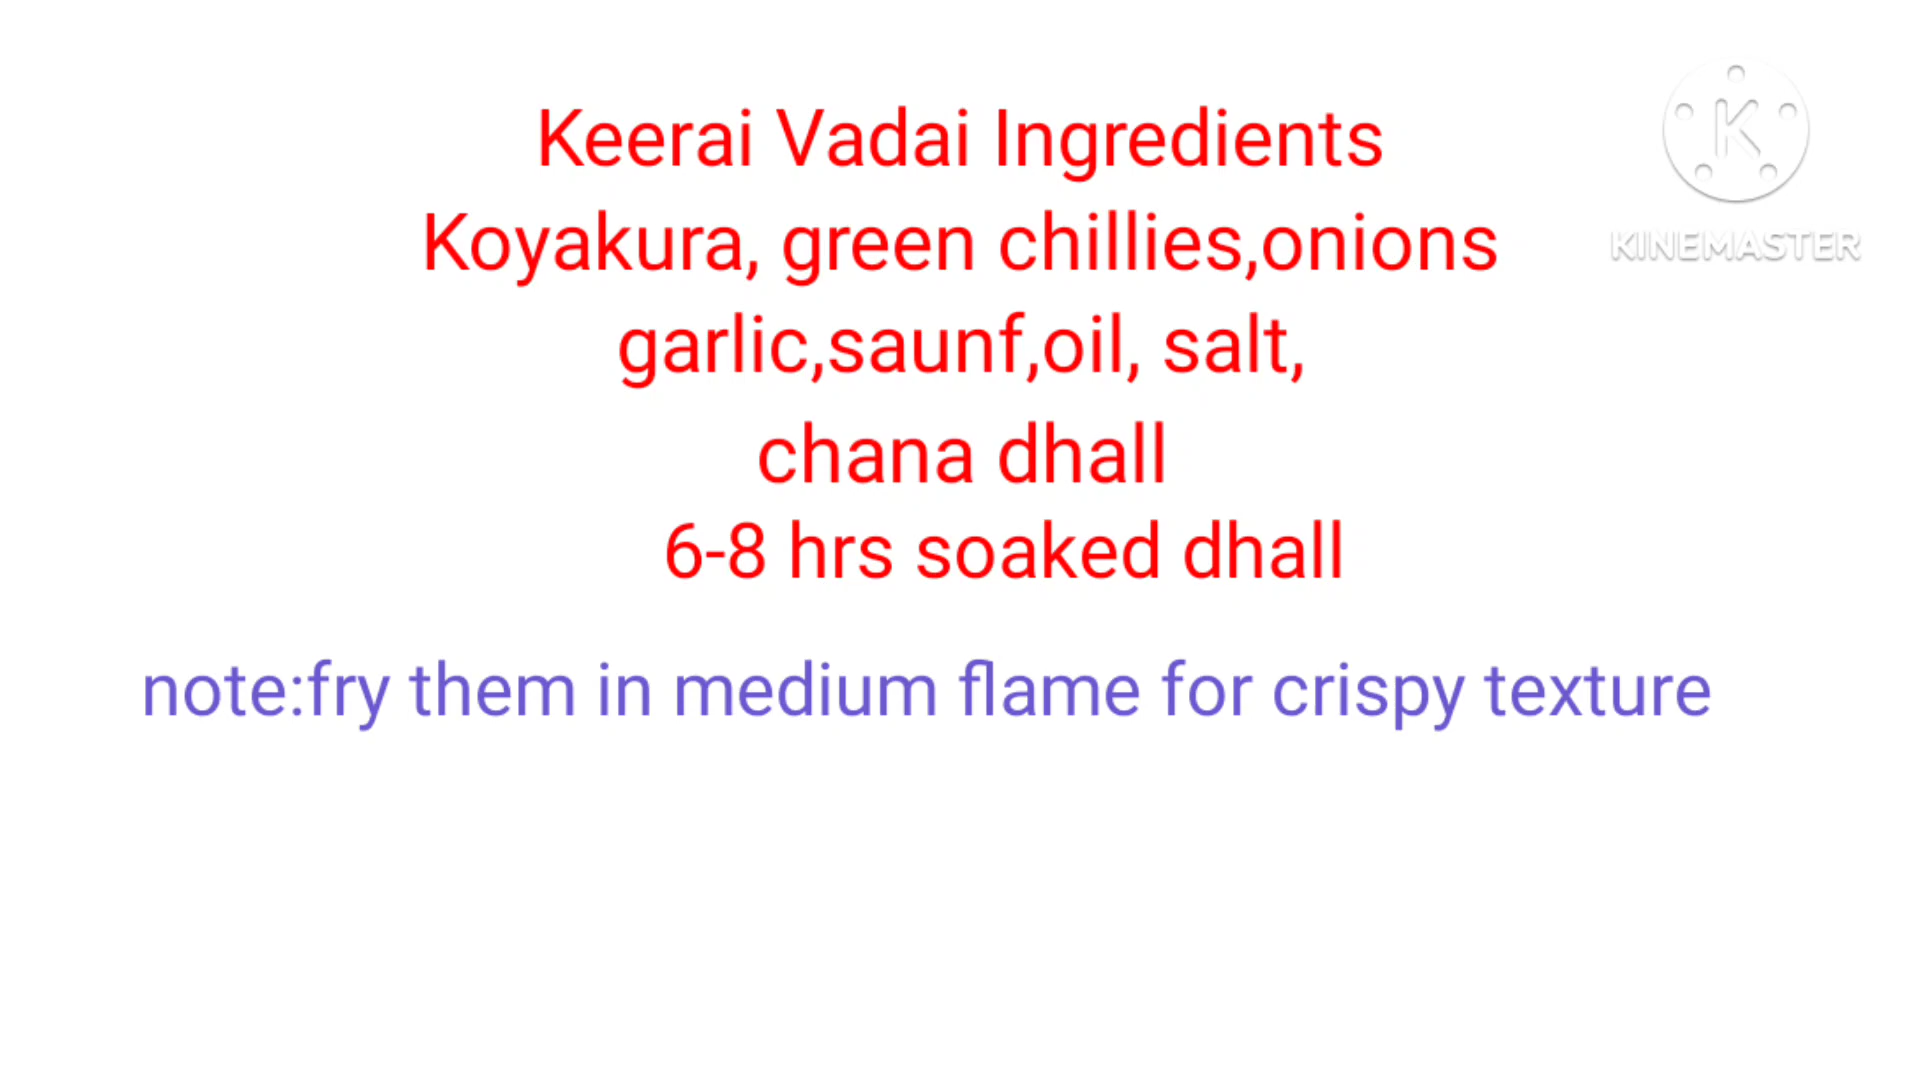 Keerai Vadai Ingredients
Koyakura, green chillies,onions
garlic,saunf,oil, salt,
chana dhall
6-8 hrs soaked dhall
note:fry them in medium flame for crispy texture
K
KINEMASTER